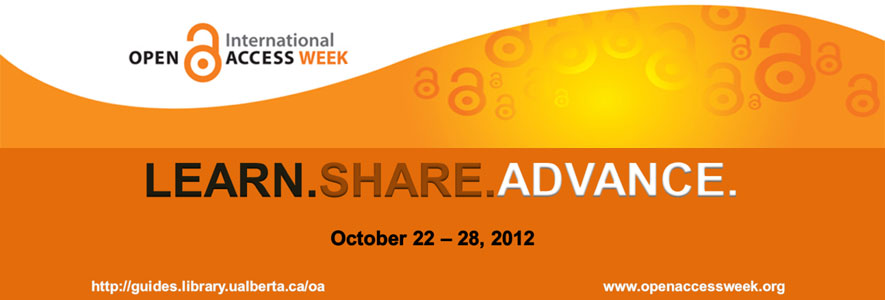 International
OPEN ACCESS WEEK
LEARN.SHARE.ADVANCE.
October 22 – 28, 2012
http://guides.library.ualberta.ca/oa
www.openaccessweek.org